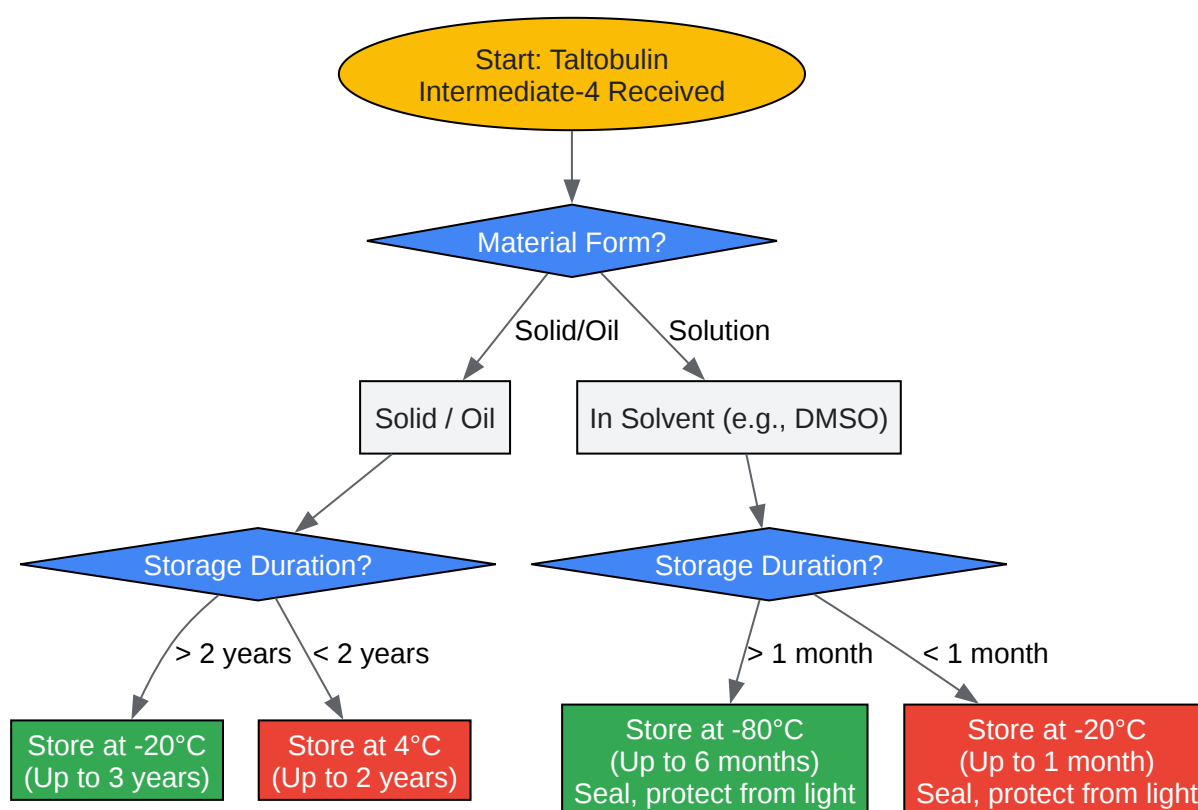 Start: Taltobulin
Intermediate-4 Received
Material Form?
Solid/Oil
Solution
Solid / Oil
In Solvent (e.g., DMSO)
Storage Duration?
Storage Duration?
> 2 years
< 2 years
> 1 month
< 1 month
Store at -20°C
(Up to 3 years)
Store at 4°C
(Up to 2 years)
Store at -80°C
(Up to 6 months)
Seal, protect from light
Store at -20°C
(Up to 1 month)
Seal, protect from light